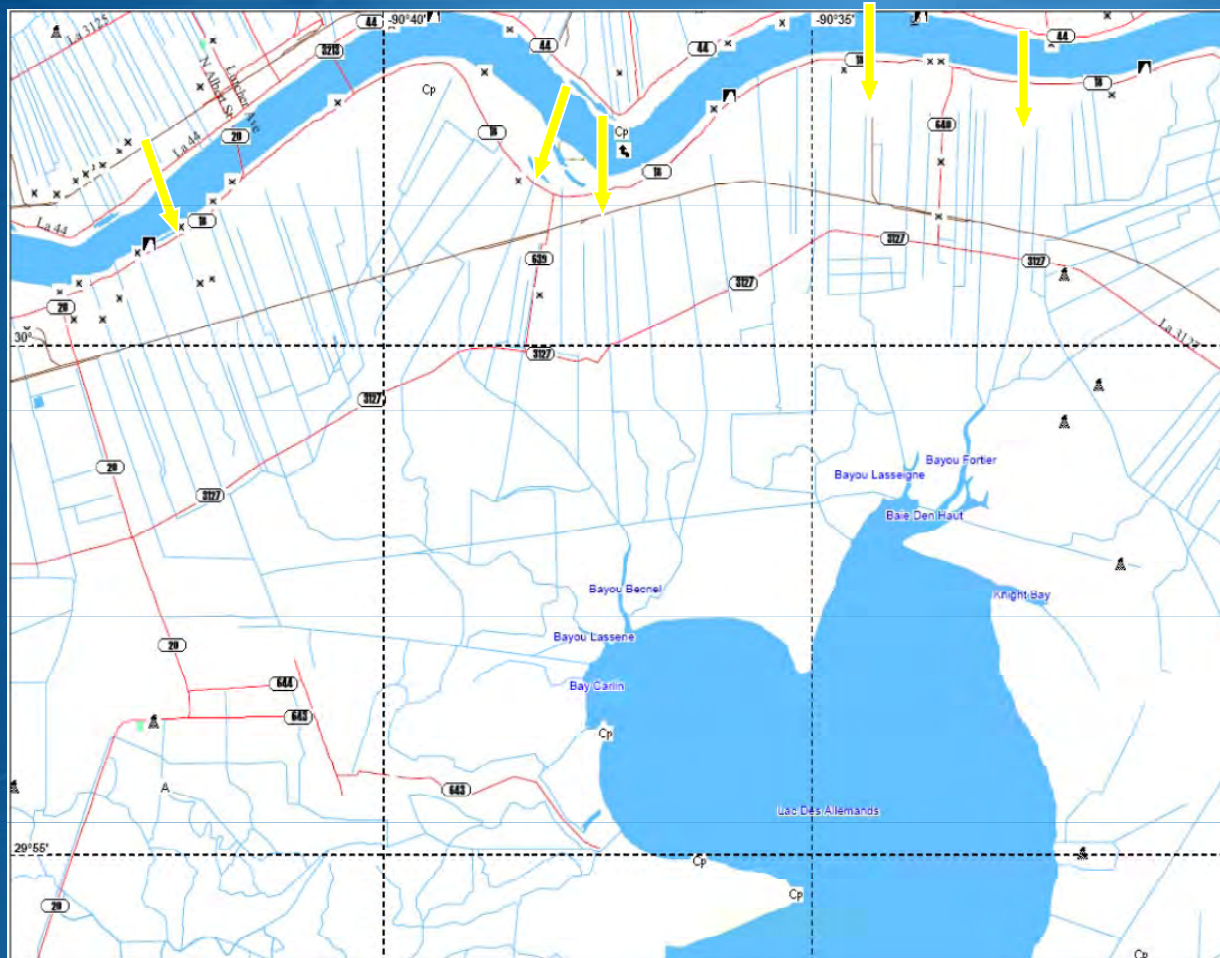 La 3125
44
-90°40'
-90°35'
44
3213
44
44
18
18
N Albert St
Lutcher Ave
Cp
La 44
20
18
Cp
640
18
La 44
18
3127
639
3127
3127
20
30°
La 3127
3127
3127
20
Bayou Fortier
Bayou Lasseigne
3127
Baie Den Haut
Bayou Becnel
Knight Bay
Bayou Lassene
20
644
Bay Carlin
643
Cp
A
643
Lac Des Allemands
29°55'
Cp
Cp
20
Cp